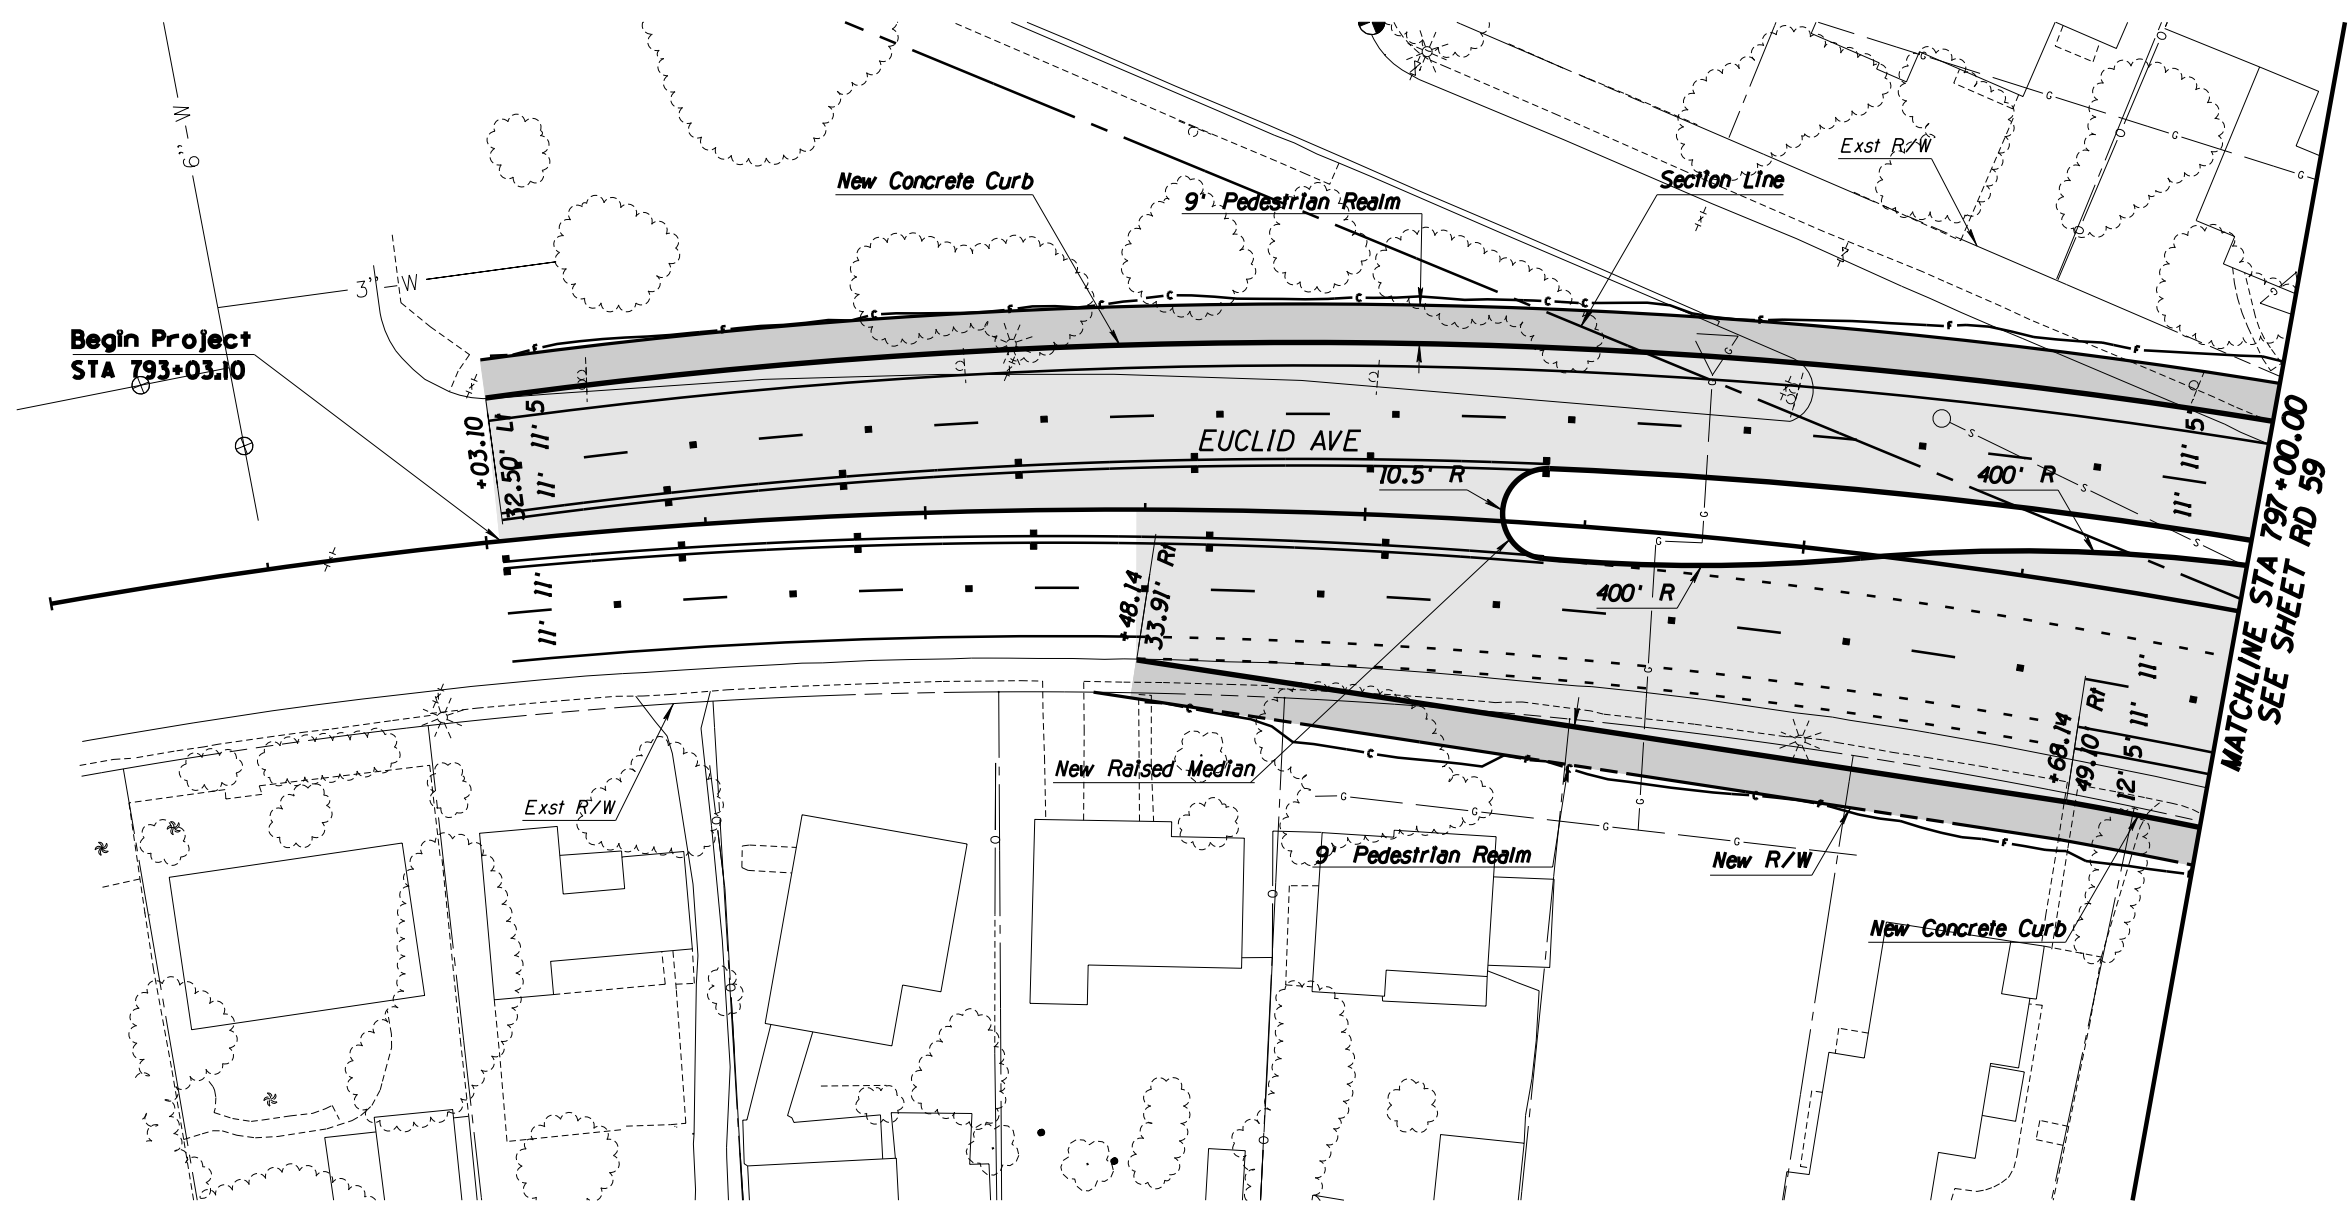 Exst R/W
New Concrete Curb
9' Pedestrian Realm
Section Line
W
6"
3"
W
Begin Project
STA 793+03.10
+03.10
32.50' Lt
11'
11'
5
EUCLID AVE
10.5' R
400' R
11'
11'
5'
MATCHLINE STA 797+00.00
SEE SHEET RD 59
11'
11'
+48.14
33.91' Rt
400' R
+68.14
49.10' Rt
12'
5'
11'
11'
New Raised Median
Exst R/W
9' Pedestrian Realm
New R/W
New Concrete Curb